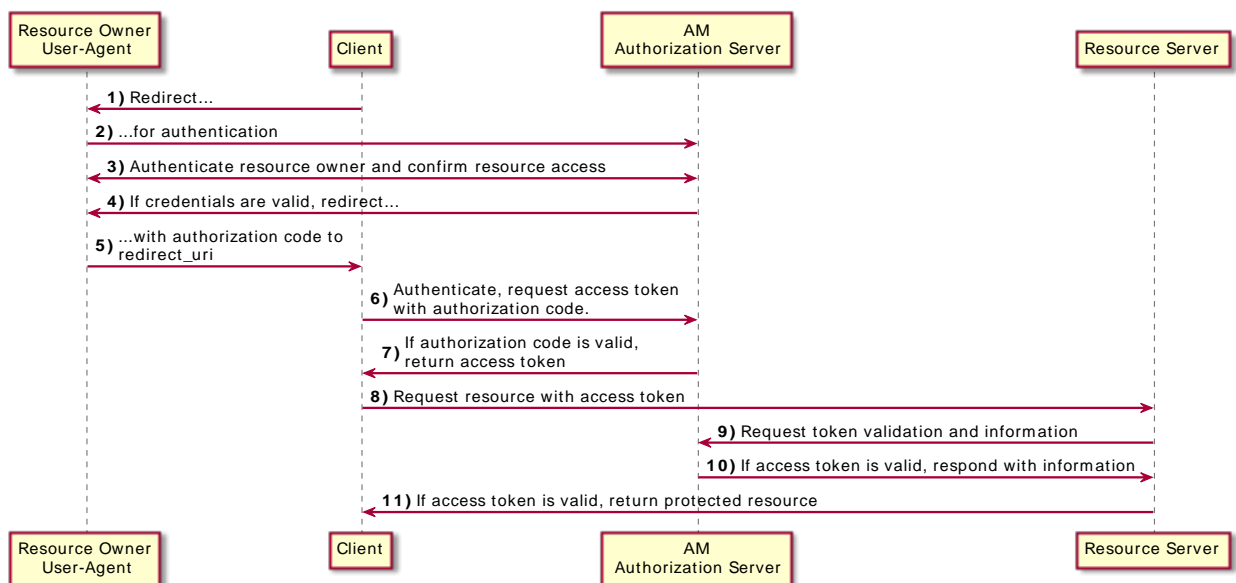 Resource Owner
User-Agent
Client
AM
Authorization Server
Resource Server
1) Redirect...
2) ...for authentication
3) Authenticate resource owner and confirm resource access
4) If credentials are valid, redirect...
5) ...with authorization code to
redirect_uri
6) Authenticate, request access token
with authorization code.
7) If authorization code is valid,
return access token
8) Request resource with access token
9) Request token validation and information
10) If access token is valid, respond with information
11) If access token is valid, return protected resource
Resource Owner
User-Agent
Client
AM
Authorization Server
Resource Server